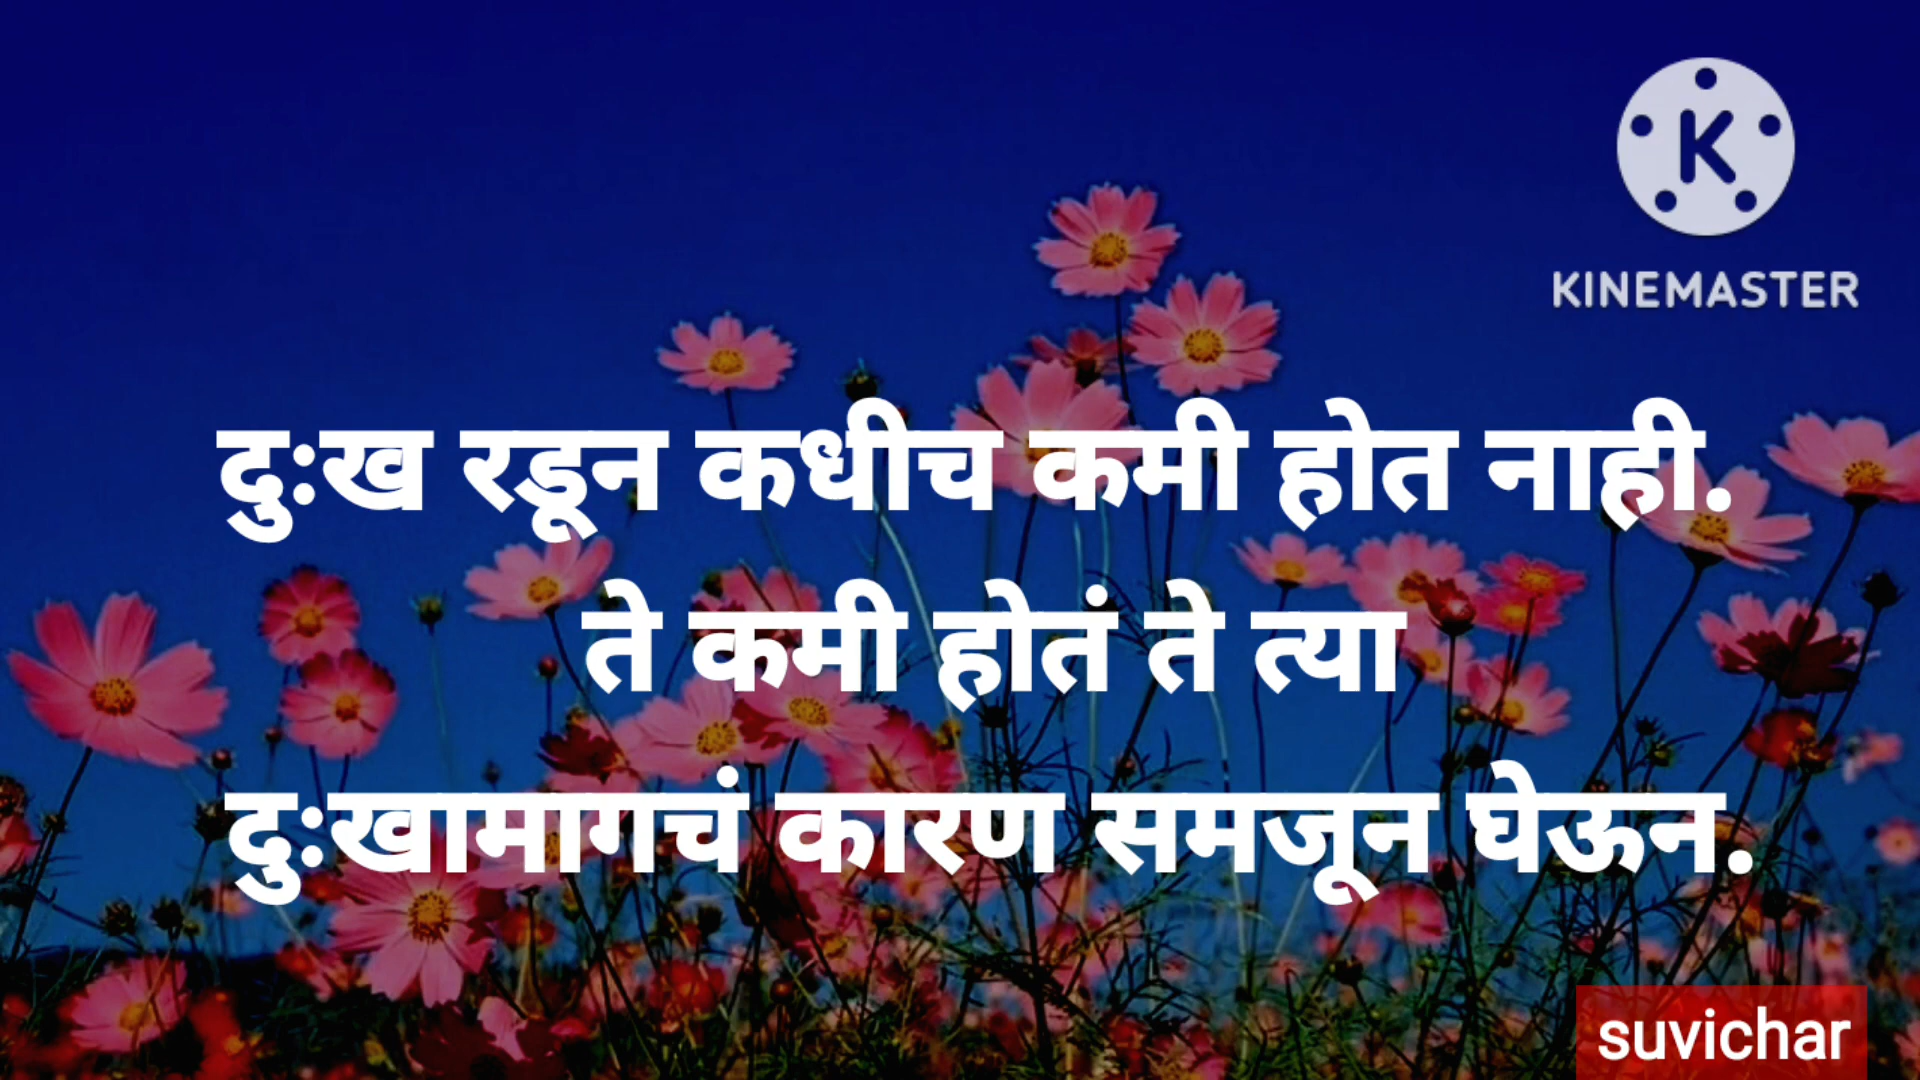 K
KINEMASTER
दुःख रडून कधीच कमी होत नाही.
ते कमी होतं ते त्या
दुःखामागचं कारण समजून घेऊन.
suvichar